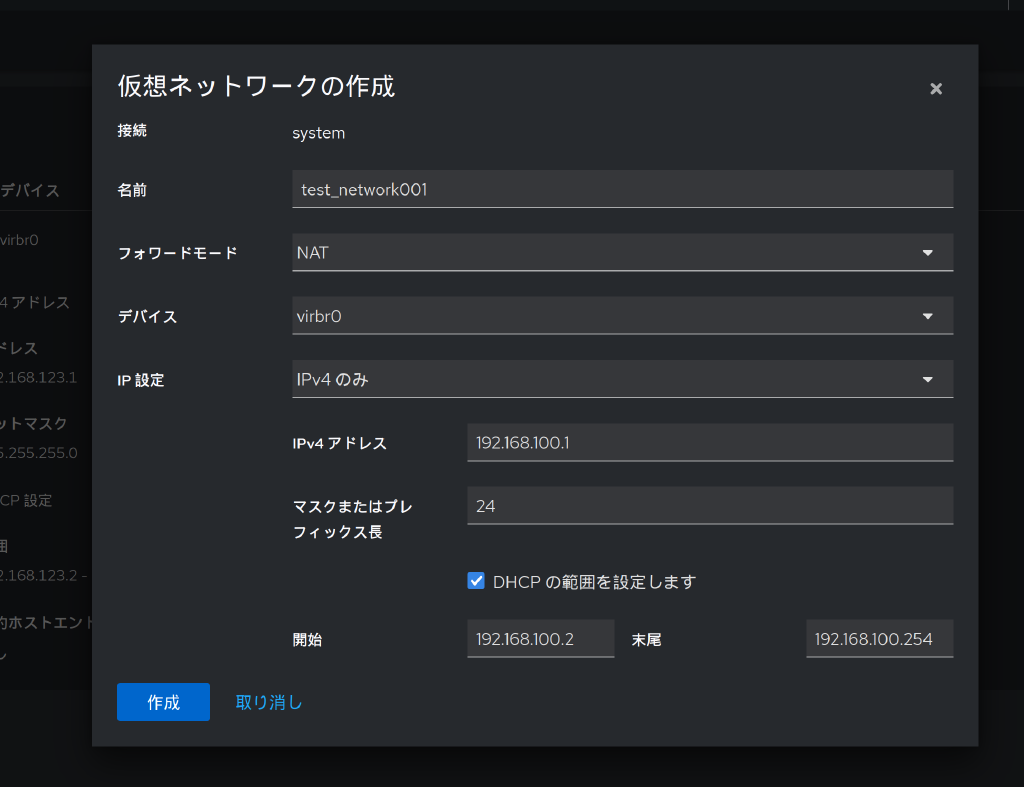 仮想ネットワークの作成
接続 system
名前 test_network001
デバイス
virbr0
フォワードモード NAT
4 アドレス
デバイス virbr0
ドレス
2.168.123.1
IP 設定 IPv4 のみ
ットマスク
IPv4 アドレス 192.168.100.1
5.255.255.0
CP 設定
マスクまたはプレ
フィックス長
24
囲
2.168.123.2 -
DHCP の範囲を設定します
的ホストエント
開始 192.168.100.2 末尾 192.168.100.254
し
作成 取り消し